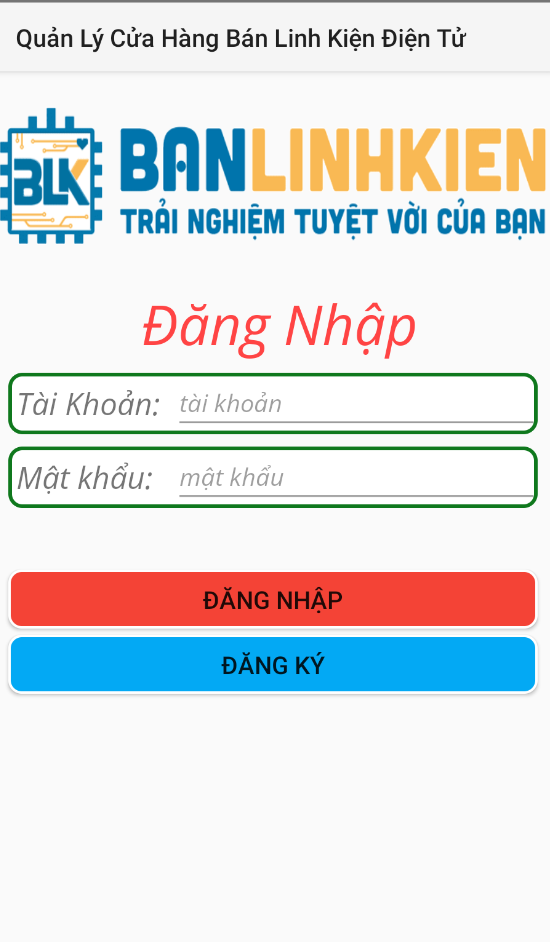 Quản Lý Cửa Hàng Bán Linh Kiện Điện Tử
BLK
BANLINHKIEN
TRẢI NGHIỆM TUYỆT VỜI CỦA BẠN
Đăng Nhập
Tài Khoản: tài khoản
Mật khẩu: mật khẩu
ĐĂNG NHẬP
ĐĂNG KÝ